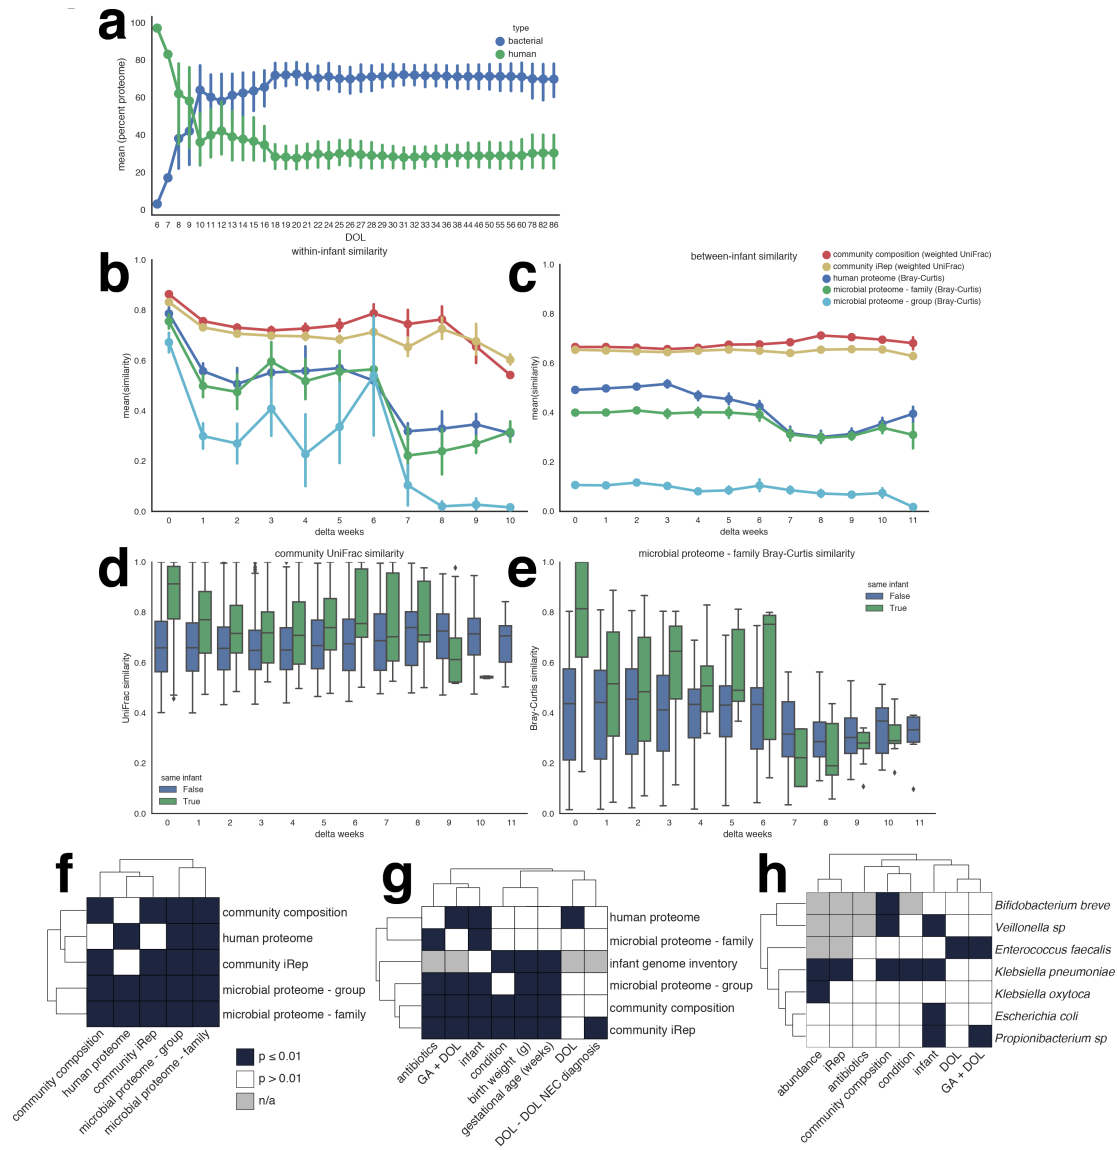 a
type
bacterial
human
mean (percent proteome)
100
80
60
40
20
0
6 7 8 9 10 11 12 13 14 15 16 18 19 20 21 22 24 25 26 27 28 29 30 31 32 33 34 36 38 44 46 50 55 60 78 82 86
DOL
b
within-infant similarity
mean(similarity)
1.0
0.8
0.6
0.4
0.2
0.0
0 1 2 3 4 5 6 7 8 9 10
delta weeks
c
between-infant similarity
community composition (weighted UniFrac)
community iRep (weighted UniFrac)
human proteome (Bray-Curtis)
microbial proteome - family (Bray-Curtis)
microbial proteome - group (Bray-Curtis)
mean(similarity)
1.0
0.8
0.6
0.4
0.2
0.0
0 1 2 3 4 5 6 7 8 9 10 11
delta weeks
d
community UniFrac similarity
UniFrac similarity
1.0
0.8
0.6
0.4
0.2
0.0
same infant
False
True
0 1 2 3 4 5 6 7 8 9 10 11
delta weeks
e
microbial proteome - family Bray-Curtis similarity
same infant
False
True
Bray-Curtis similarity
1.0
0.8
0.6
0.4
0.2
0.0
0 1 2 3 4 5 6 7 8 9 10 11
delta weeks
f
community composition
human proteome
community iRep
microbial proteome - group
microbial proteome - family
community composition
human proteome
community iRep
microbial proteome - group
microbial proteome - family
p ≤ 0.01
p > 0.01
n/a
g
human proteome
microbial proteome - family
infant genome inventory
microbial proteome - group
community composition
community iRep
antibiotics
GA + DOL
infant
condition
birth weight (g)
gestational age (weeks)
DOL
DOL - DOL NEC diagnosis
h
Bifidobacterium breve
Veillonella sp
Enterococcus faecalis
Klebsiella pneumoniae
Klebsiella oxytoca
Escherichia coli
Propionibacterium sp
abundance
iRep
antibiotics
community composition
condition
infant
DOL
GA + DOL